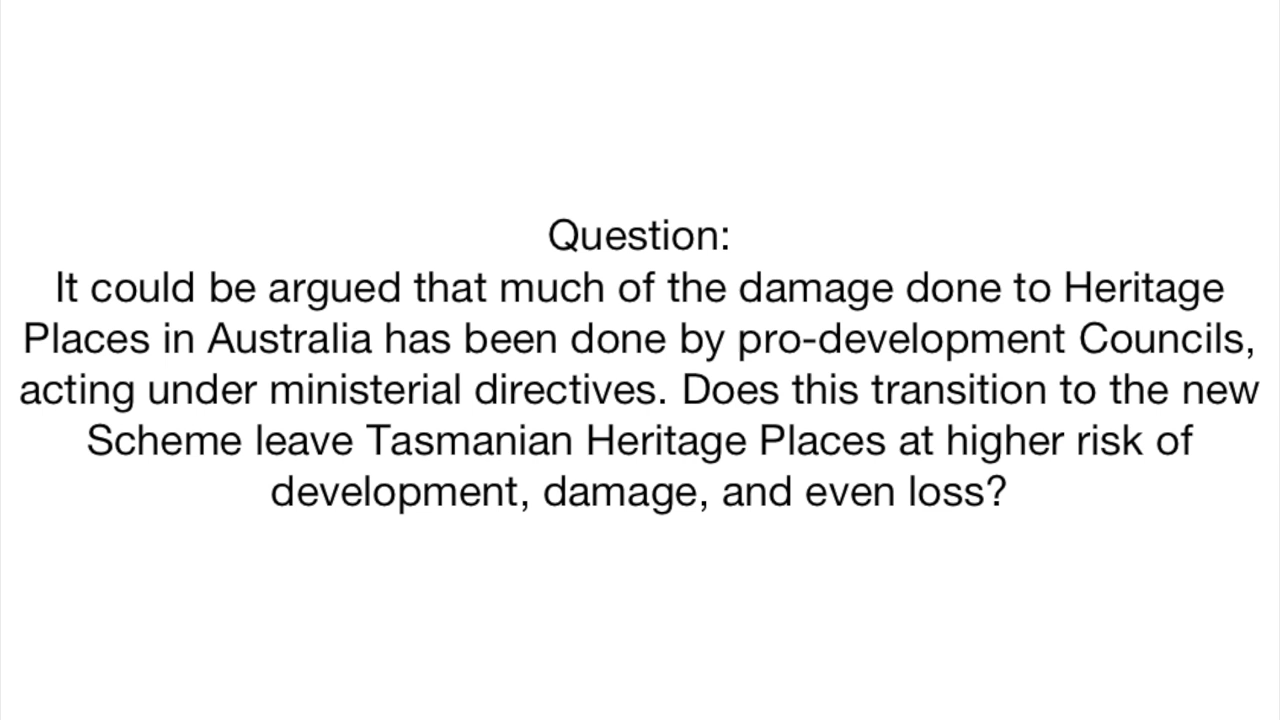 Question:
It could be argued that much of the damage done to Heritage
Places in Australia has been done by pro-development Councils,
acting under ministerial directives. Does this transition to the new
Scheme leave Tasmanian Heritage Places at higher risk of
development, damage, and even loss?